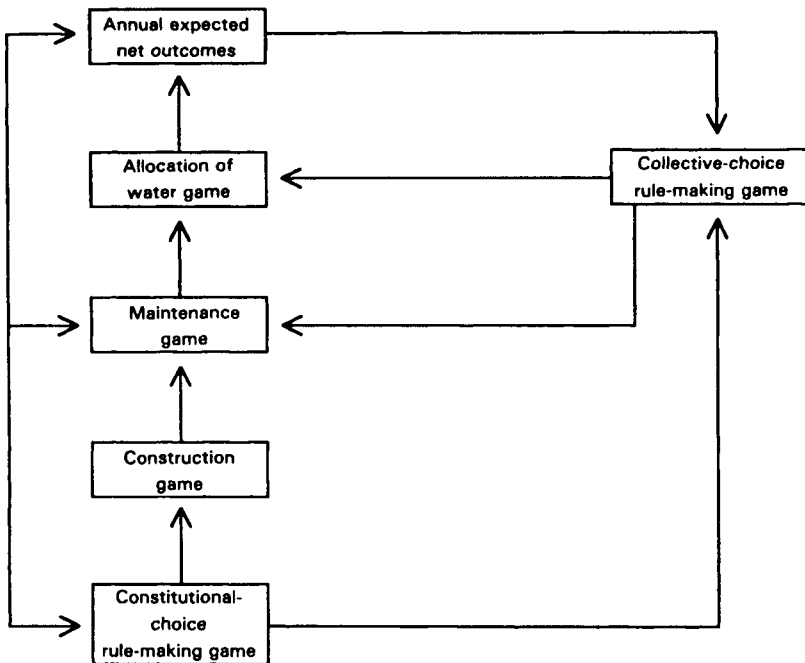 Annual expected
net outcomes
Allocation of
water game
Collective-choice
rule-making game
Maintenance
game
Construction
game
Constitutional-
choice
rule-making game